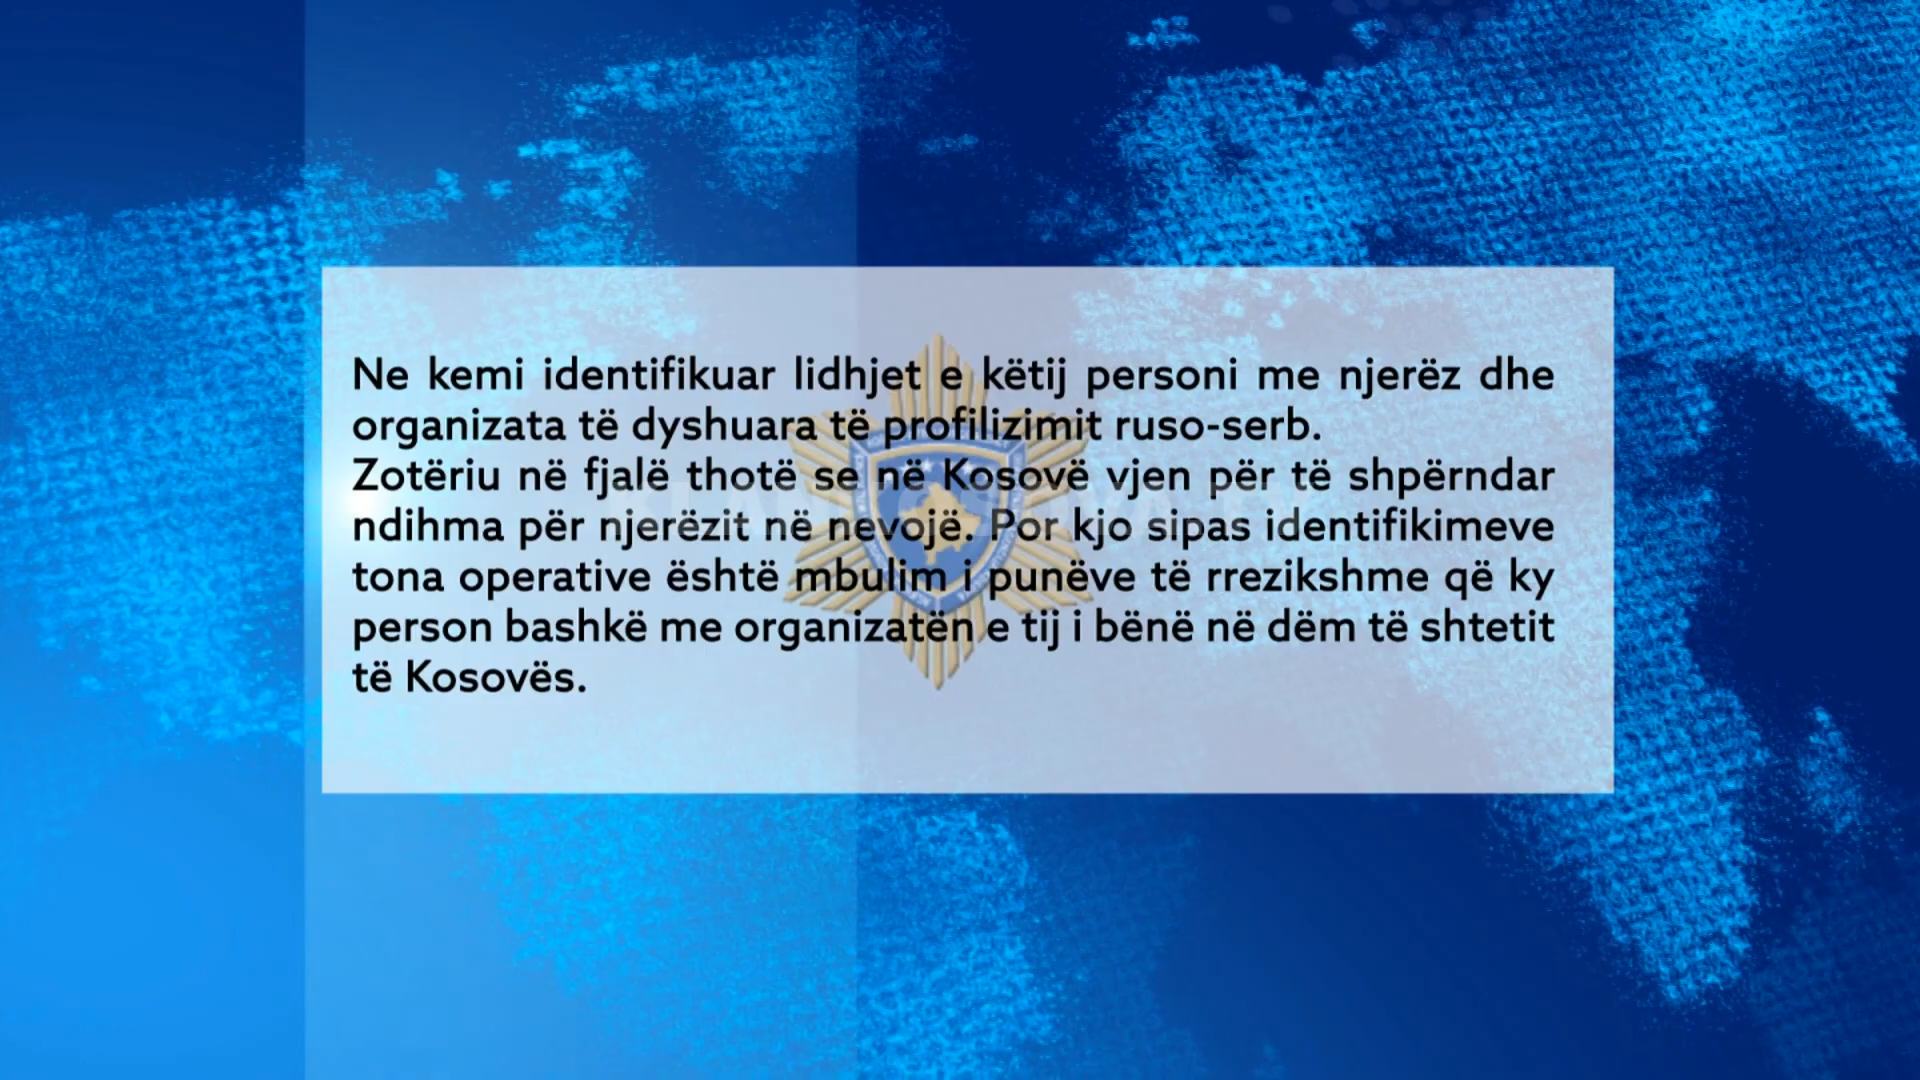 Ne kemi identifikuar lidhjet e këtij personi me njerëz dhe
organizata të dyshuara të profilizimit ruso-serb.
Zotëriu në fjalë thotë se në Kosovë vjen për të shpërndar
ndihma për njerëzit në nevojë. Por kjo sipas identifikimeve
tona operative është mbulim i punëve të rrezikshme që ky
person bashkë me organizatën e tij i bënë në dëm të shtetit
të Kosovës.